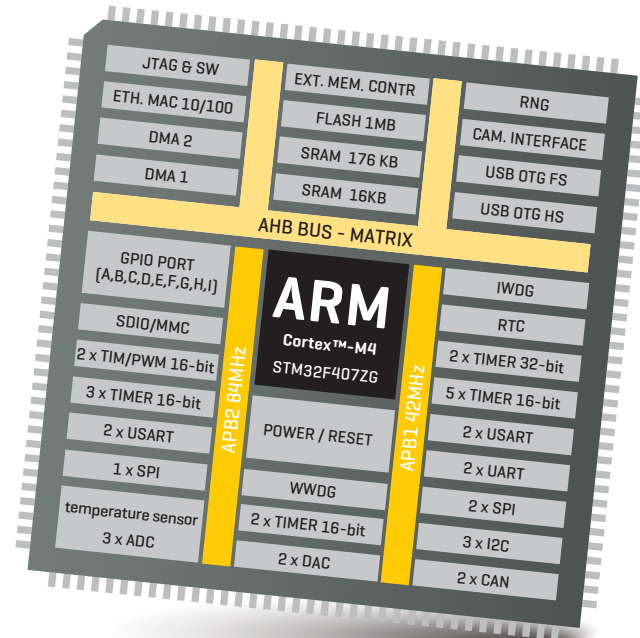 JTAG & SW
ETH. MAC 10/100
DMA 2
DMA 1
EXT. MEM. CONTR
FLASH 1MB
SRAM 176 KB
SRAM 16KB
RNG
CAM. INTERFACE
USB OTG FS
USB OTG HS
AHB BUS - MATRIX
GPIO PORT
(A,B,C,D,E,F,G,H,I)
SDIO/MMC
2 x TIM/PWM 16-bit
3 x TIMER 16-bit
2 x USART
1 x SPI
temperature sensor
3 x ADC
APB2 84MHz
ARM
Cortex™-M4
STM32F407ZG
POWER / RESET
WWDG
2 x TIMER 16-bit
2 x DAC
APB1 42MHz
IWDG
RTC
2 x TIMER 32-bit
5 x TIMER 16-bit
2 x USART
2 x UART
2 x SPI
3 x I2C
2 x CAN